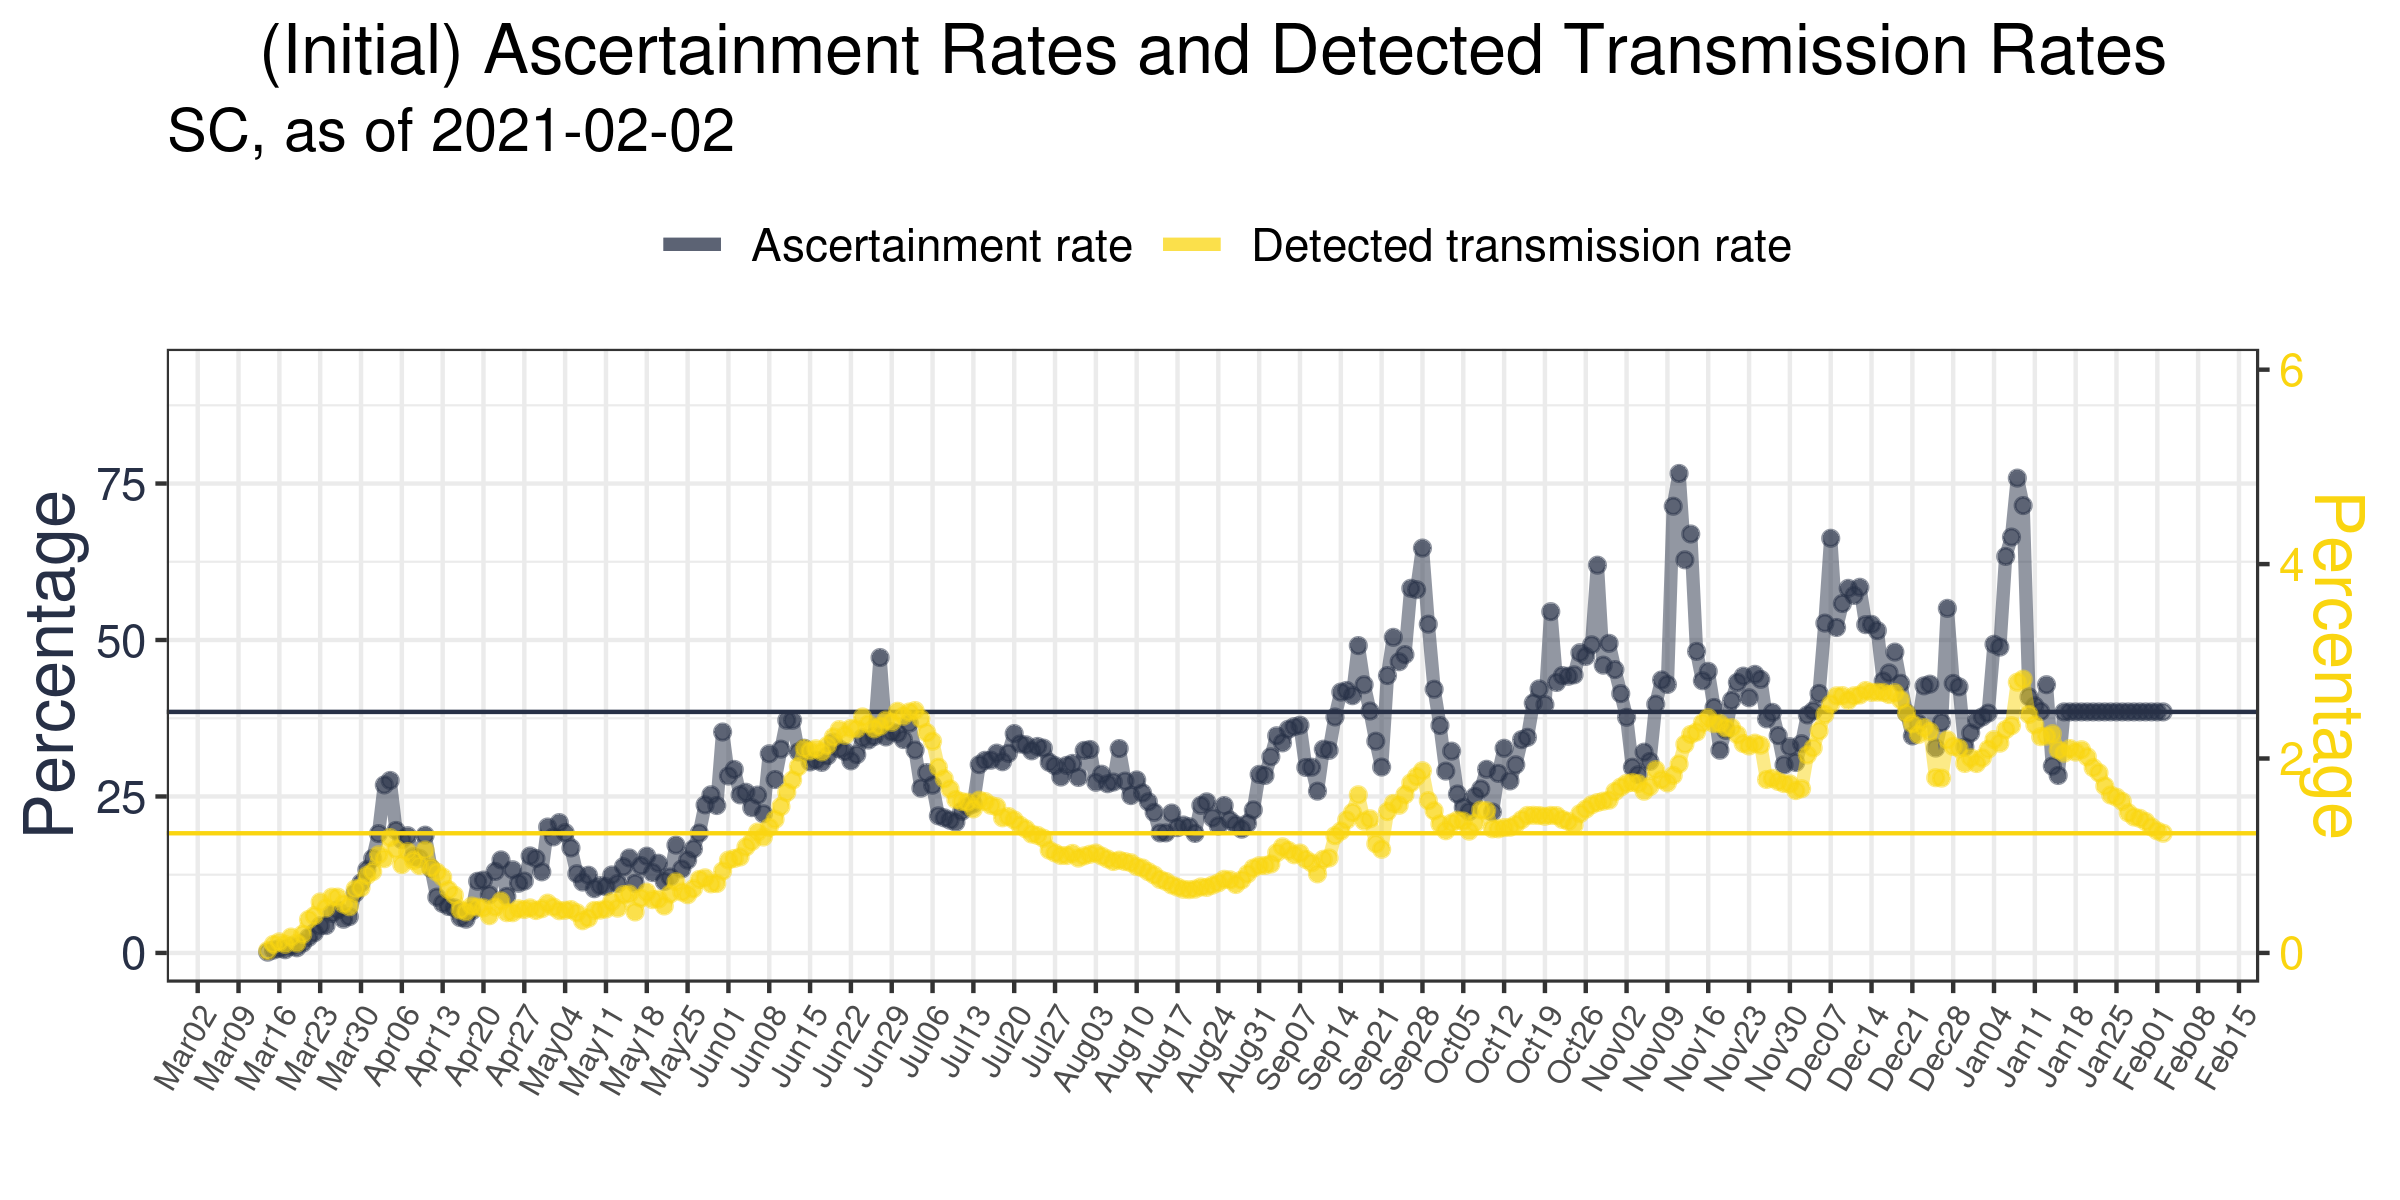 (Initial) Ascertainment Rates and Detected Transmission Rates
SC, as of 2021-02-02
Ascertainment rate
Detected transmission rate
Percentage
75
50
25
0
6
4
2
0
Percentage
Mar02
Mar09
Mar16
Mar23
Mar30
Apr06
Apr13
Apr20
Apr27
May04
May11
May18
May25
Jun01
Jun08
Jun15
Jun22
Jun29
Jul06
Jul13
Jul20
Jul27
Aug03
Aug10
Aug17
Aug24
Aug31
Sep07
Sep14
Sep21
Sep28
Oct05
Oct12
Oct19
Oct26
Nov02
Nov09
Nov16
Nov23
Nov30
Dec07
Dec14
Dec21
Dec28
Jan04
Jan11
Jan18
Jan25
Feb01
Feb08
Feb15